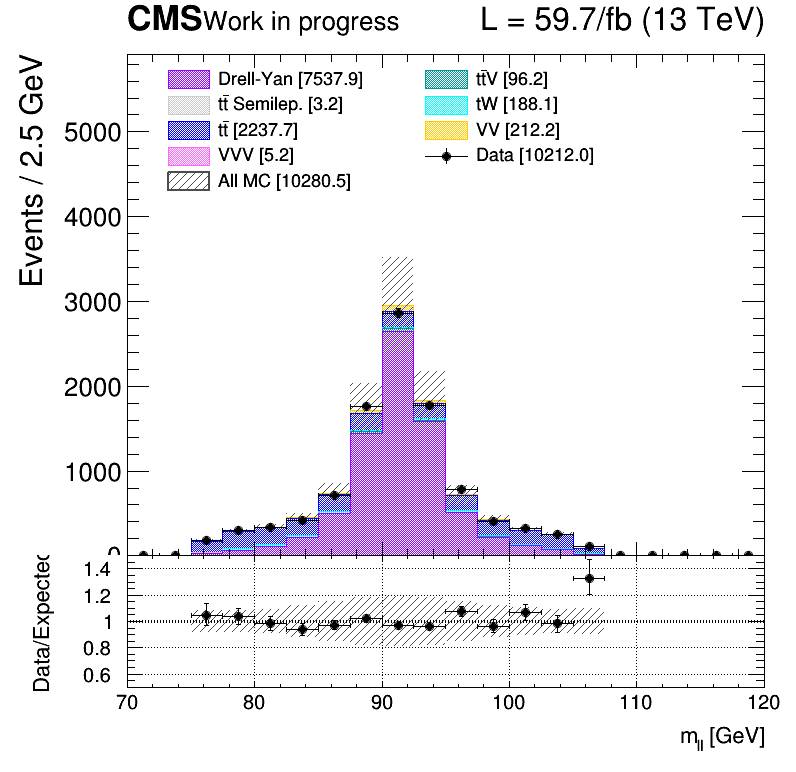 CMS Work in progress L = 59.7/fb (13 TeV)
Drell-Yan [7537.9]
tt̄ Semilep. [3.2]
tt̄ [2237.7]
VVV [5.2]
All MC [10280.5]
tt̄V [96.2]
tW [188.1]
VV [212.2]
Data [10212.0]
Events / 2.5 GeV
5000
4000
3000
2000
1000
0
Data/Expected
1.4
1.2
1
0.8
0.6
70 80 90 100 110 120
m_ll [GeV]